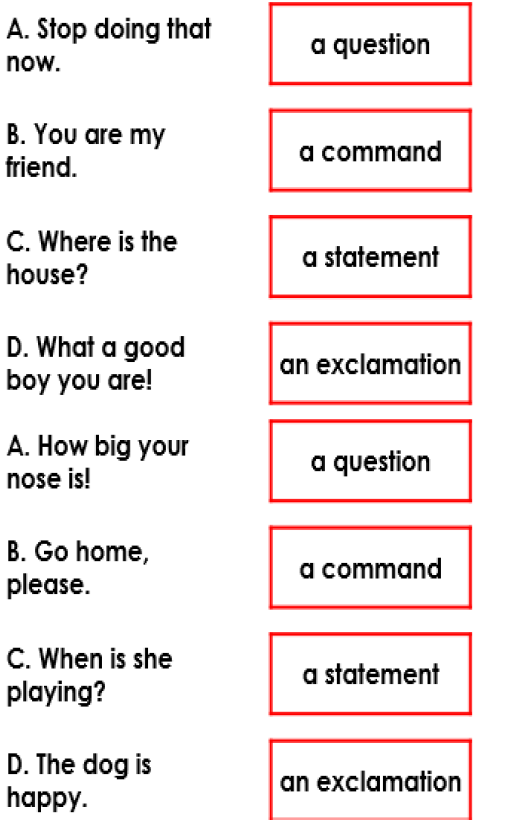 A. Stop doing that
now.
a question
B. You are my
friend.
a command
C. Where is the
house?
a statement
D. What a good
boy you are!
an exclamation
A. How big your
nose is!
a question
B. Go home,
please.
a command
C. When is she
playing?
a statement
D. The dog is
happy.
an exclamation